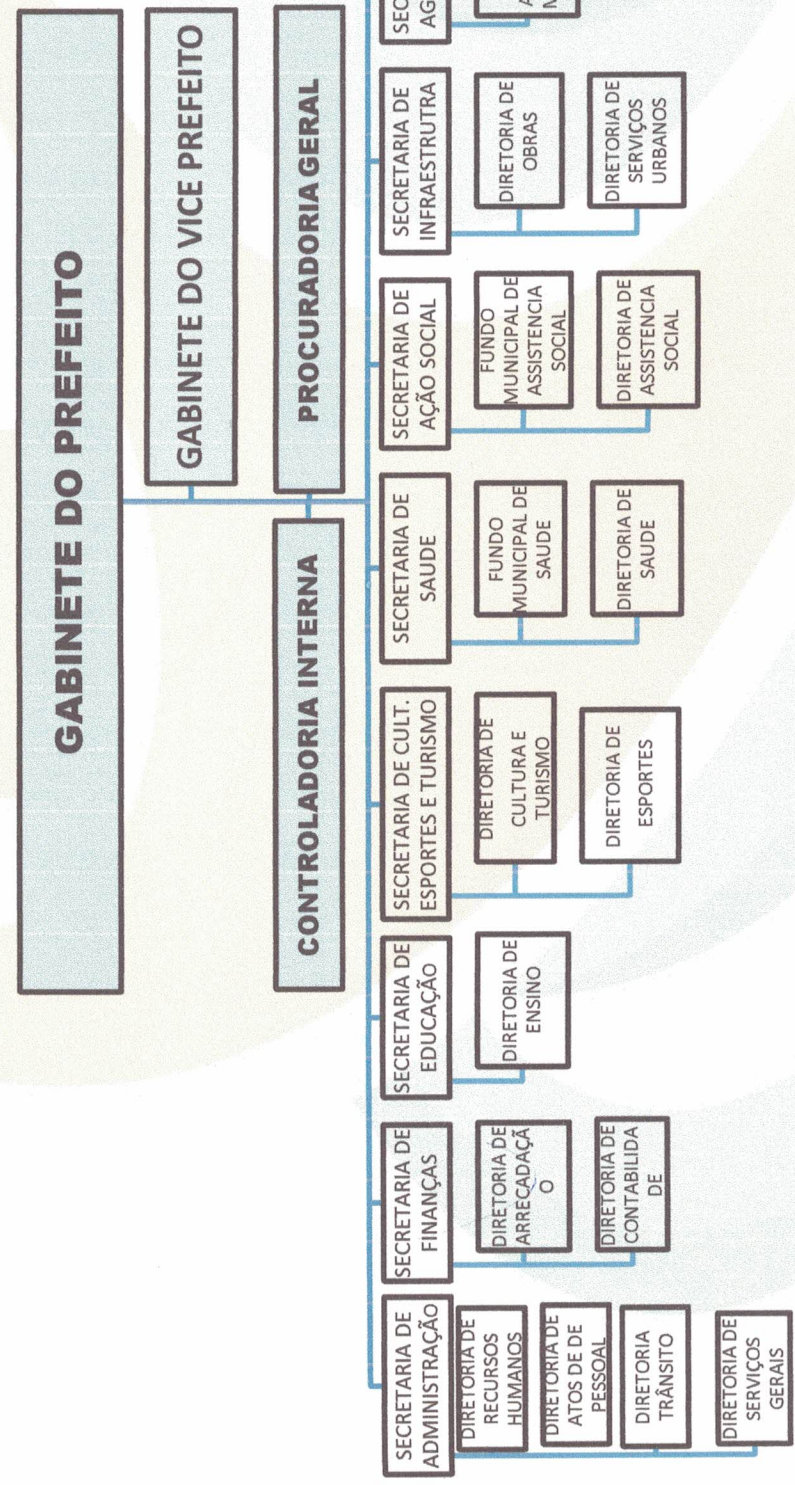 GABINETE DO PREFEITO
GABINETE DO VICE PREFEITO
CONTROLADORIA INTERNA
PROCURADORIA GERAL
SECRETARIA DE
ADMINISTRAÇÃO
DIRETORIA DE
RECURSOS
HUMANOS
DIRETORIA DE
ATOS DE DE
PESSOAL
DIRETORIA
TRÂNSITO
DIRETORIA DE
SERVIÇOS
GERAIS
SECRETARIA DE
FINANÇAS
DIRETORIA DE
ARRECADAÇÃ
O
DIRETORIA DE
CONTABILIDA
DE
SECRETARIA DE
EDUCAÇÃO
DIRETORIA DE
ENSINO
SECRETARIA DE CULT.
ESPORTES E TURISMO
DIRETORIA DE
CULTURA E
TURISMO
DIRETORIA DE
ESPORTES
SECRETARIA DE
SAUDE
FUNDO
MUNICIPAL DE
SAUDE
DIRETORIA DE
SAUDE
SECRETARIA DE
AÇÃO SOCIAL
FUNDO
MUNICIPAL DE
ASSISTENCIA
SOCIAL
DIRETORIA DE
ASSISTENCIA
SOCIAL
SECRETARIA DE
INFRAESTRUTRA
DIRETORIA DE
OBRAS
DIRETORIA DE
SERVIÇOS
URBANOS